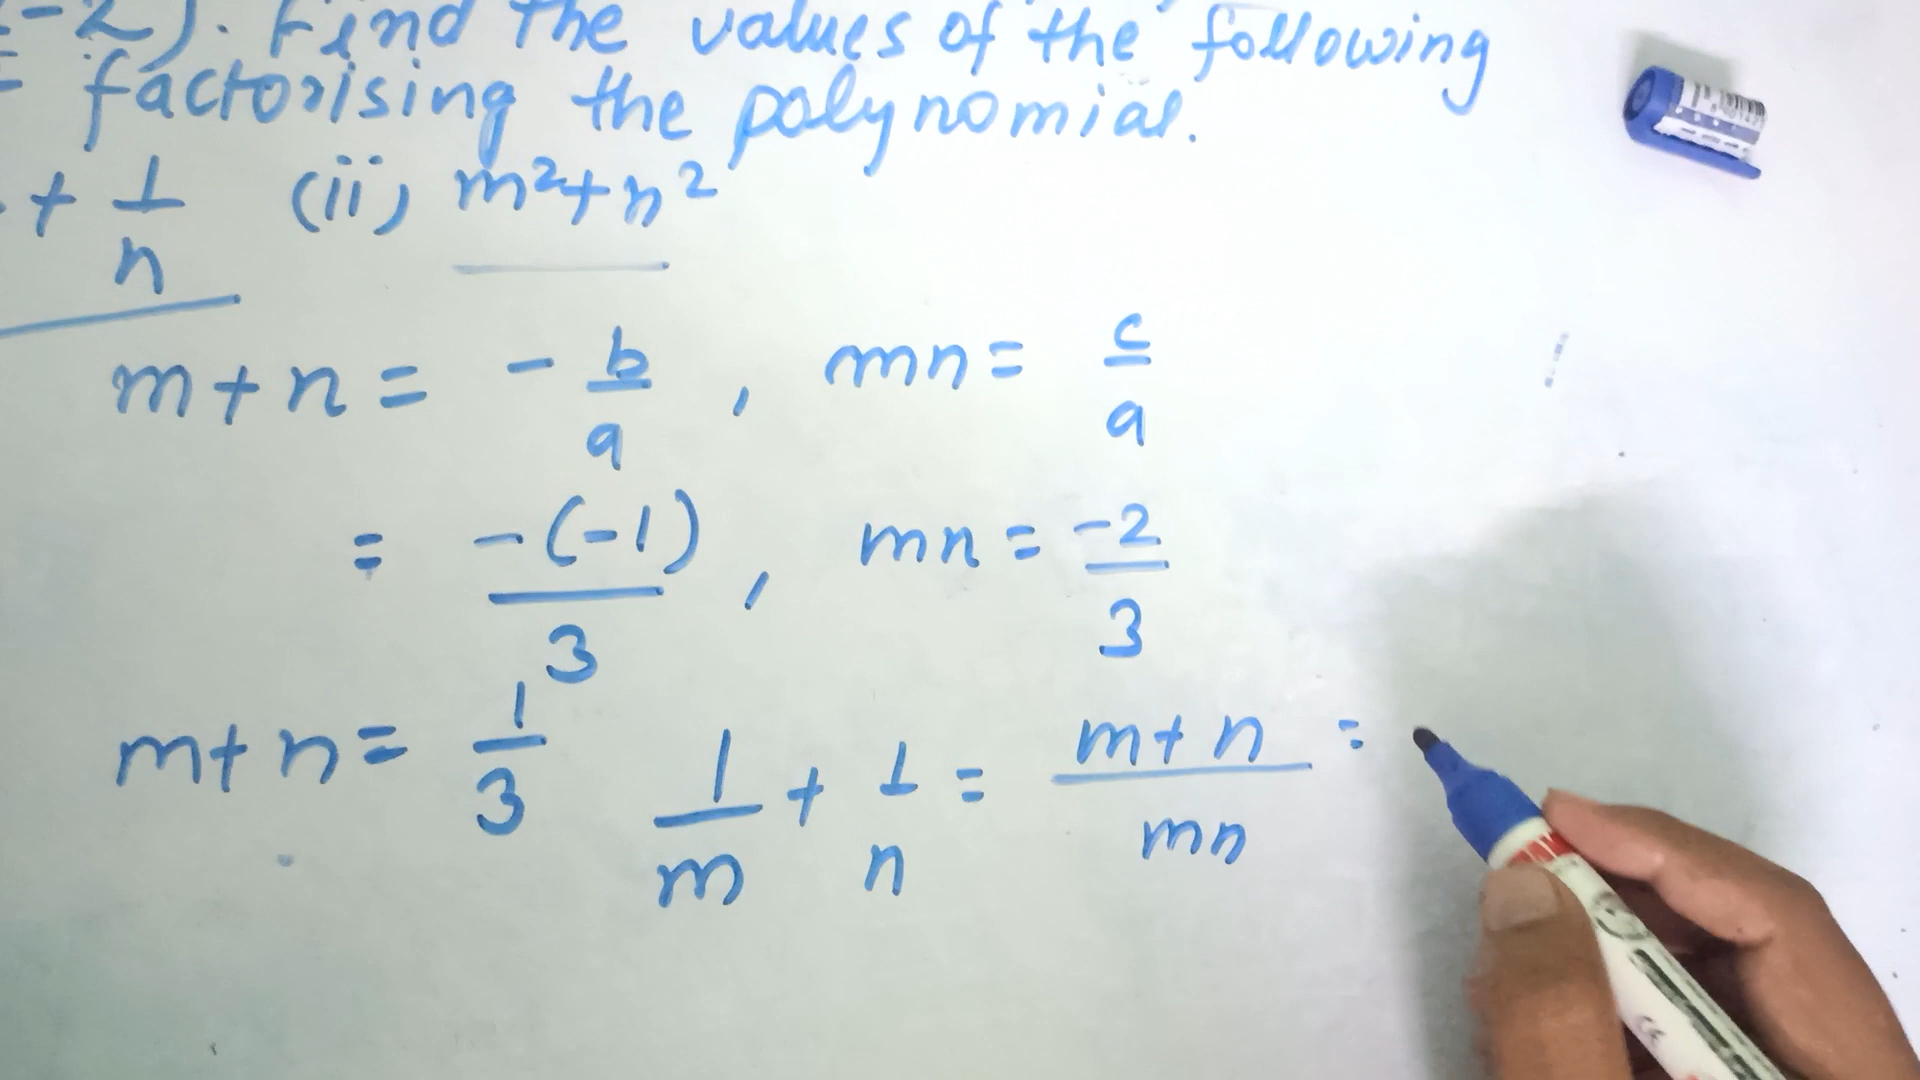 -2). Find the values of the following
factorising the polynomial.
+ 1/n (ii) m²+n²
m+n = - b/a , mn = c/a
= -(-1)/3 , mn = -2/3
m+n = 1/3
1/m + 1/n = m+n/mn =